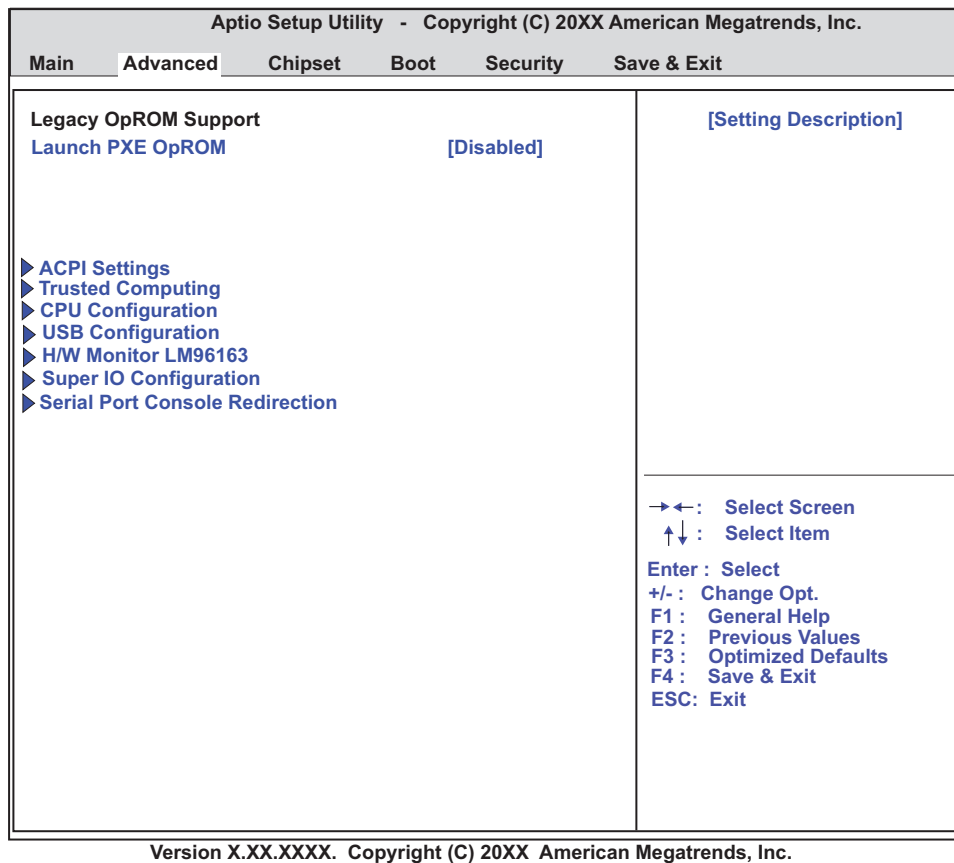 Aptio Setup Utility - Copyright (C) 20XX American Megatrends, Inc.
Main Advanced Chipset Boot Security Save & Exit
Legacy OpROM Support
Launch PXE OpROM [Disabled]
ACPI Settings
Trusted Computing
CPU Configuration
USB Configuration
H/W Monitor LM96163
Super IO Configuration
Serial Port Console Redirection
[Setting Description]
→←: Select Screen
↑↓: Select Item
Enter : Select
+/- : Change Opt.
F1 : General Help
F2 : Previous Values
F3 : Optimized Defaults
F4 : Save & Exit
ESC: Exit
Version X.XX.XXXX. Copyright (C) 20XX American Megatrends, Inc.